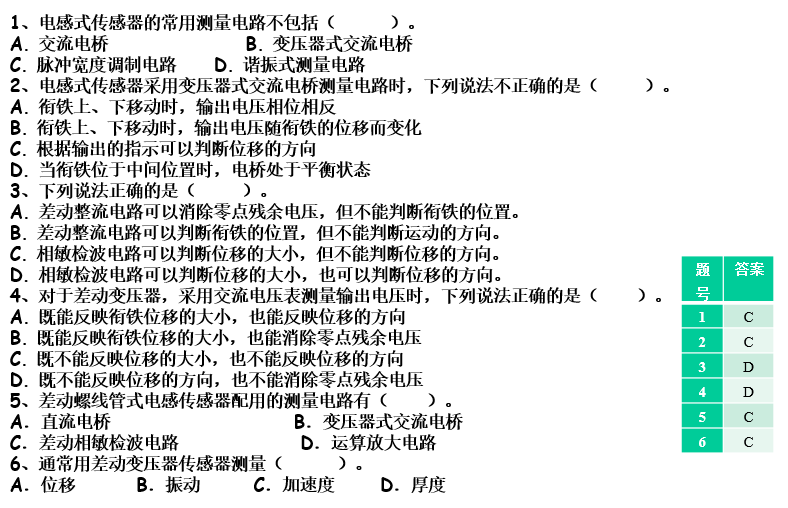 1、电感式传感器的常用测量电路不包括（　　　）。
A. 交流电桥　　　　　　B. 变压器式交流电桥
C. 脉冲宽度调制电路　　D. 谐振式测量电路
2、电感式传感器采用变压器式交流电桥测量电路时，下列说法不正确的是（　　　）。
A. 衔铁上、下移动时，输出电压相位相反
B. 衔铁上、下移动时，输出电压随衔铁的位移而变化
C. 根据输出的指示可以判断位移的方向
D. 当衔铁位于中间位置时，电桥处于平衡状态
3、下列说法正确的是（　　　）。
A. 差动整流电路可以消除零点残余电压，但不能判断衔铁的位置。
B. 差动整流电路可以判断衔铁的位置，但不能判断运动的方向。
C. 相敏检波电路可以判断位移的大小，但不能判断位移的方向。
D. 相敏检波电路可以判断位移的大小，也可以判断位移的方向。
4、对于差动变压器，采用交流电压表测量输出电压时，下列说法正确的是（　　　）。
A. 既能反映衔铁位移的大小，也能反映位移的方向
B. 既能反映衔铁位移的大小，也能消除零点残余电压
C. 既不能反映位移的大小，也不能反映位移的方向
D. 既不能反映位移的方向，也不能消除零点残余电压
5、差动螺线管式电感传感器配用的测量电路有（　　　）。
A. 直流电桥　　　　　　B. 变压器式交流电桥
C. 差动相敏检波电路　　D. 运算放大电路
6、通常用差动变压器传感器测量（　　　）。
A. 位移　　B. 振动　　C. 加速度　　D. 厚度
题号 答案
1 C
2 C
3 D
4 D
5 C
6 C